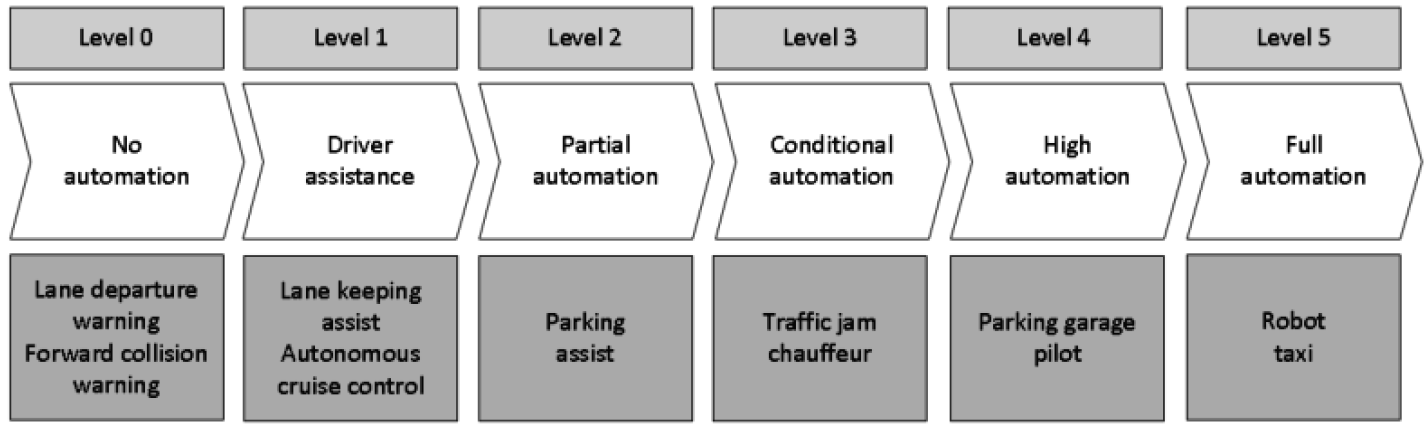 Level 0
Level 1
Level 2
Level 3
Level 4
Level 5
No
automation
Driver
assistance
Partial
automation
Conditional
automation
High
automation
Full
automation
Lane departure
warning
Forward collision
warning
Lane keeping
assist
Autonomous
cruise control
Parking
assist
Traffic jam
chauffeur
Parking garage
pilot
Robot
taxi